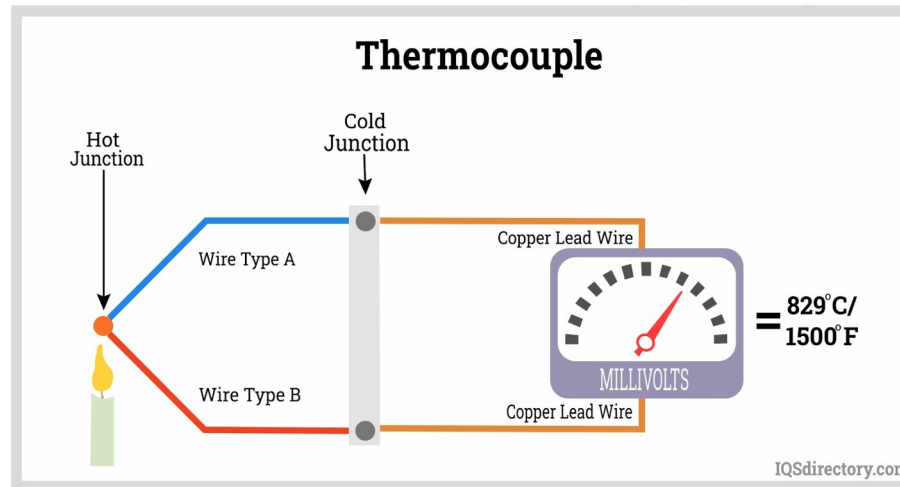 Thermocouple
Hot
Junction
Cold
Junction
Wire Type A
Copper Lead Wire
Wire Type B
MILLIVOLTS
Copper Lead Wire
= 829°C/
1500°F
IQSdirectory.com